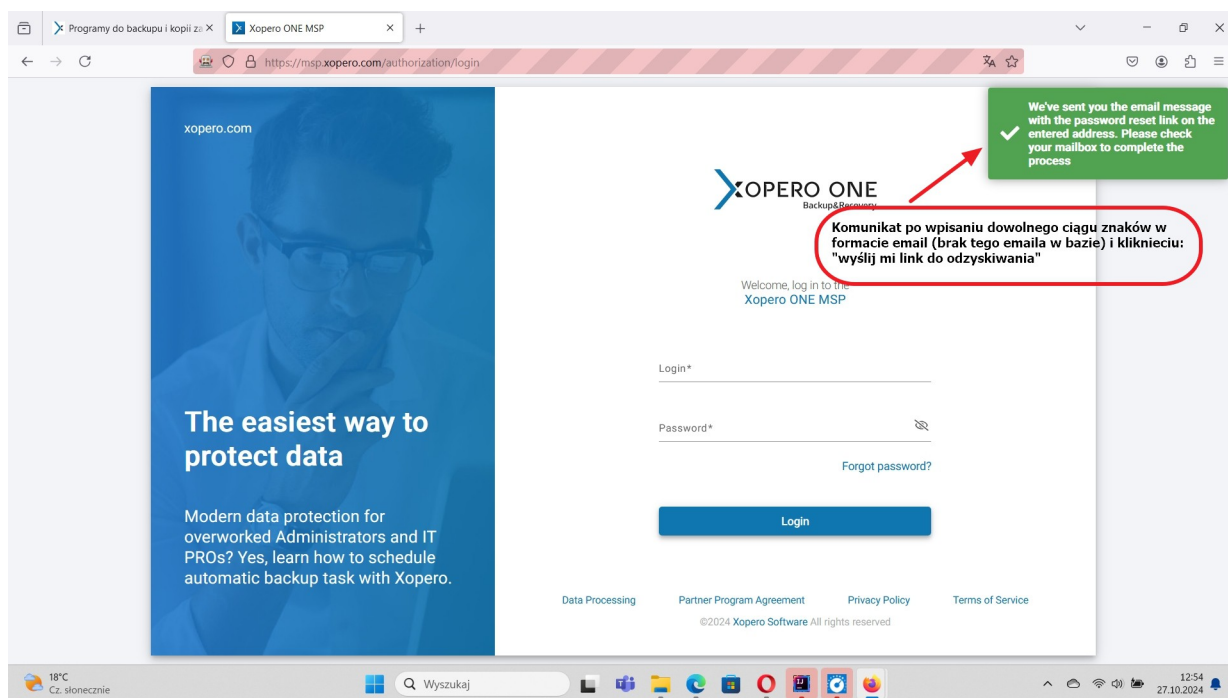 Programy do backupu i kopii za
Xopero ONE MSP
https://msp.xopero.com/authorization/login
xopero.com
We've sent you the email message
with the password reset link on the
entered address. Please check
your mailbox to complete the
process
XOPERO ONE
Backup&Recovery
Komunikat po wpisaniu dowolnego ciągu znaków w
formacie email (brak tego emaila w bazie) i kliknieciu:
"wyślij mi link do odzyskiwania"
Welcome, log in to the
Xopero ONE MSP
Login*
Password*
Forgot password?
Login
The easiest way to
protect data
Modern data protection for
overworked Administrators and IT
PROs? Yes, learn how to schedule
automatic backup task with Xopero.
Data Processing Partner Program Agreement Privacy Policy Terms of Service
©2024 Xopero Software All rights reserved
18°C
Cz. słonecznie
Wyszukaj
12:54
27.10.2024